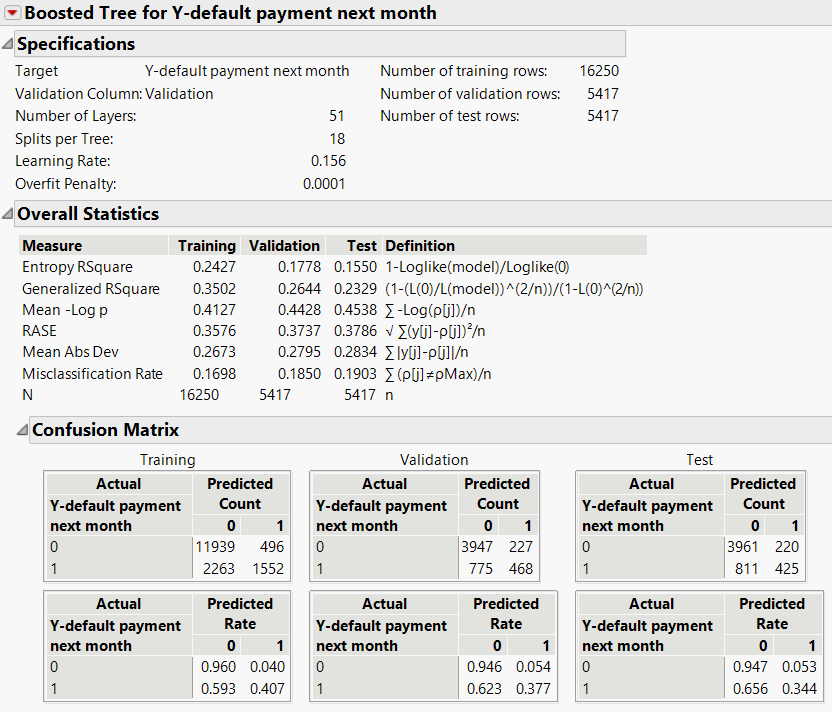 Boosted Tree for Y-default payment next month
Specifications
Target Y-default payment next month Number of training rows: 16250
Validation Column: Validation Number of validation rows: 5417
Number of Layers: 51 Number of test rows: 5417
Splits per Tree: 18
Learning Rate: 0.156
Overfit Penalty: 0.0001
Overall Statistics
Measure Training Validation Test Definition
Entropy RSquare 0.2427 0.1778 0.1550 1-Loglike(model)/Loglike(0)
Generalized RSquare 0.3502 0.2644 0.2329 (1-(L(0)/L(model))^(2/n))/(1-L(0)^(2/n))
Mean -Log p 0.4127 0.4428 0.4538 ∑ -Log(ρ[j])/n
RASE 0.3576 0.3737 0.3786 √ ∑(y[j]-ρ[j])²/n
Mean Abs Dev 0.2673 0.2795 0.2834 ∑ |y[j]-ρ[j]|/n
Misclassification Rate 0.1698 0.1850 0.1903 ∑ (ρ[j]≠ρMax)/n
N 16250 5417 5417 n
Confusion Matrix
Training Validation Test
Actual Predicted Actual Predicted Actual Predicted
Y-default payment Count Y-default payment Count Y-default payment Count
next month 0 1 next month 0 1 next month 0 1
0 11939 496 0 3947 227 0 3961 220
1 2263 1552 1 775 468 1 811 425
Actual Predicted Actual Predicted Actual Predicted
Y-default payment Rate Y-default payment Rate Y-default payment Rate
next month 0 1 next month 0 1 next month 0 1
0 0.960 0.040 0 0.946 0.054 0 0.947 0.053
1 0.593 0.407 1 0.623 0.377 1 0.656 0.344